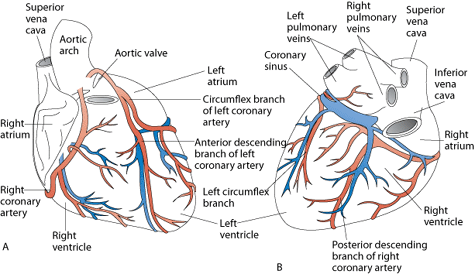 Superior
vena
cava
Aortic
arch
Aortic valve
Left
atrium
Circumflex branch
of left coronary
artery
Right
atrium
Anterior descending
branch of left
coronary artery
Left circumflex
branch
Right
coronary
artery
Left
ventricle
Right
ventricle
A
Left
pulmonary
veins
Right
pulmonary
veins
Superior
vena
cava
Coronary
sinus
Inferior
vena
cava
Right
atrium
Right
ventricle
Posterior descending
branch of right
coronary artery
B